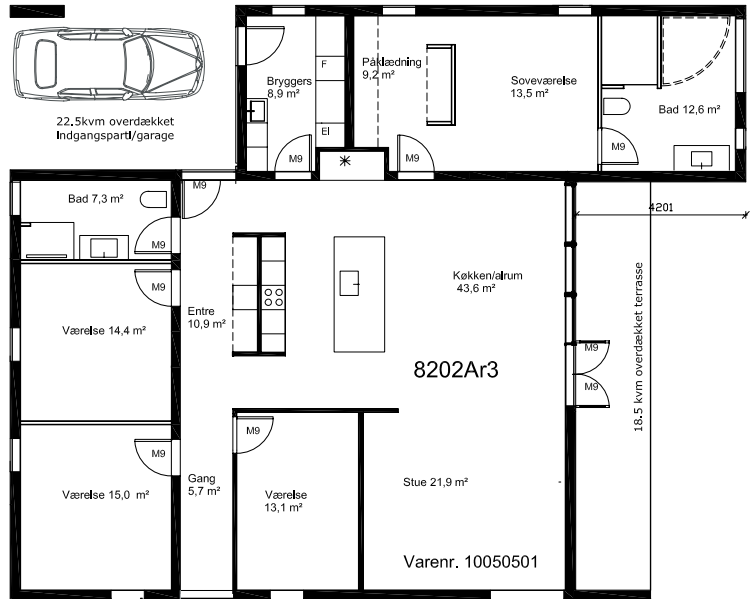 22.5kvm overdækket
Indgangsparti/garage
Bryggers
8,9 m²
F
El
M9
Påklædning
9,2 m²
M9
Soveværelse
13,5 m²
Bad 12,6 m²
M9
Bad 7,3 m²
M9
M9
4201
M9
Værelse 14,4 m²
Entre
10,9 m²
Køkken/alrum
43,6 m²
8202Ar3
M9
M9
18.5 kvm overdækket terrasse
M9
Værelse 15,0 m²
Gang
5,7 m²
M9
Værelse
13,1 m²
Stue 21,9 m²
Varenr. 10050501